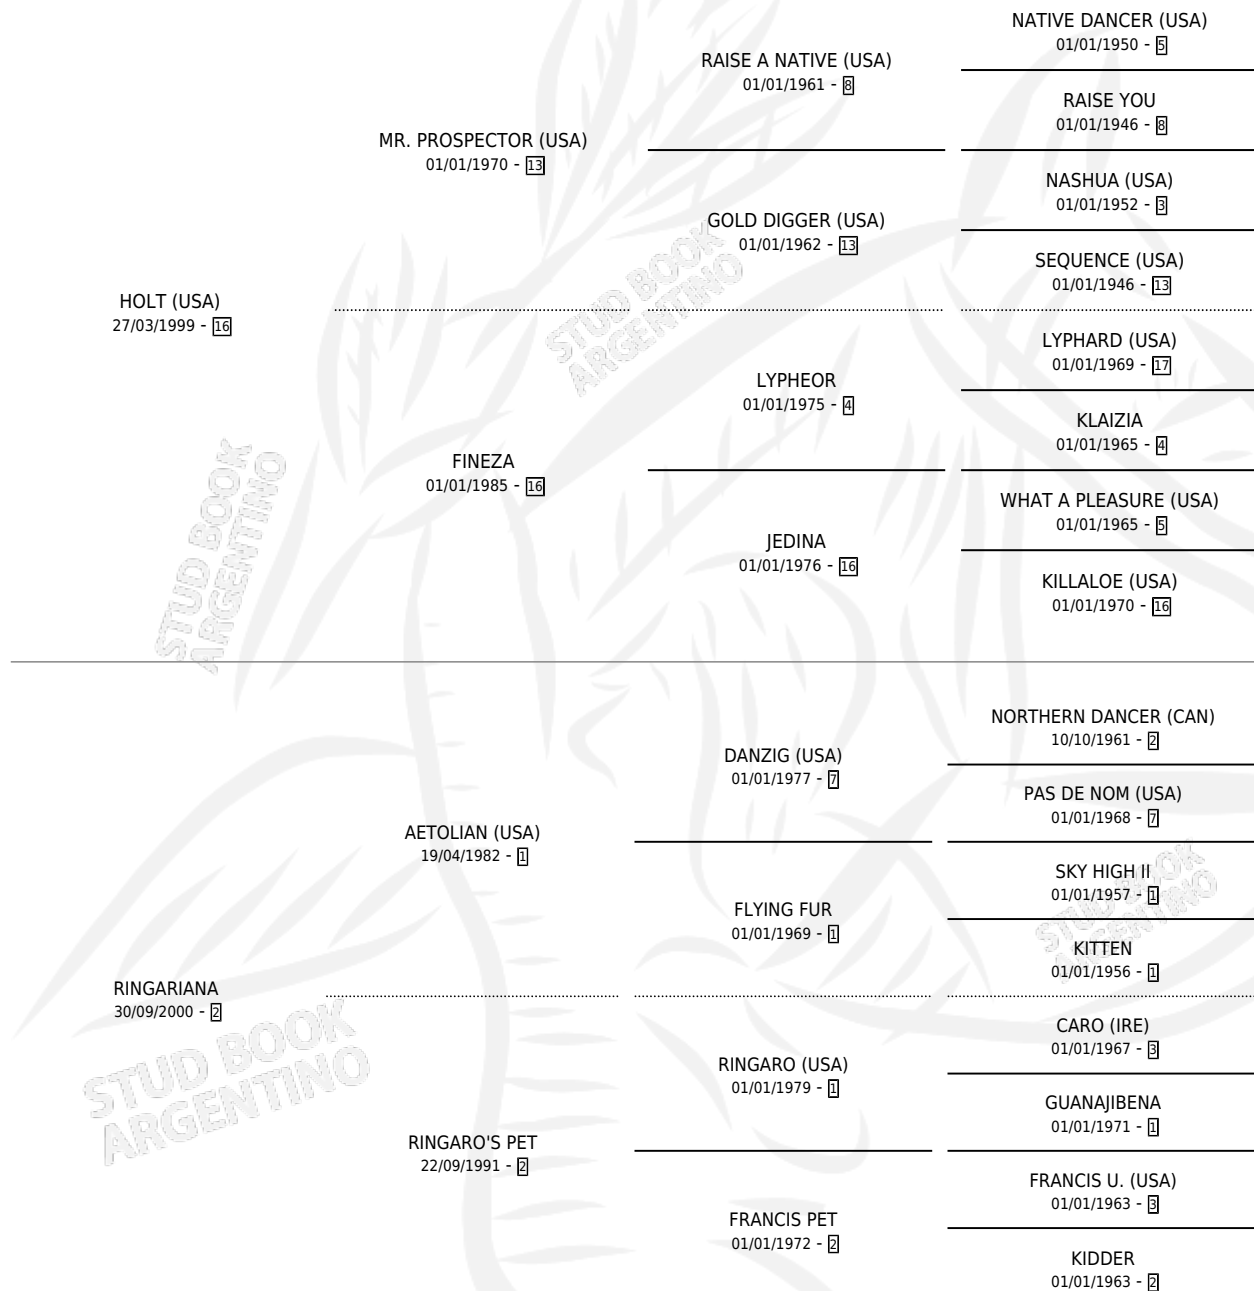 NATIVE DANCER (USA)
01/01/1950 - 5
RAISE A NATIVE (USA)
01/01/1961 - 8
RAISE YOU
01/01/1946 - 8
MR. PROSPECTOR (USA)
01/01/1970 - 13
NASHUA (USA)
01/01/1952 - 3
GOLD DIGGER (USA)
01/01/1962 - 13
SEQUENCE (USA)
01/01/1946 - 13
HOLT (USA)
27/03/1999 - 16
STUD BOOK
ARGENTINO
LYPHARD (USA)
01/01/1969 - 17
LYPHEOR
01/01/1975 - 4
KLAIZIA
01/01/1965 - 4
FINEZA
01/01/1985 - 16
WHAT A PLEASURE (USA)
01/01/1965 - 5
JEDINA
01/01/1976 - 16
KILLALOE (USA)
01/01/1970 - 16
STUD BOOK
ARGENTINO
NORTHERN DANCER (CAN)
10/10/1961 - 2
DANZIG (USA)
01/01/1977 - 7
PAS DE NOM (USA)
01/01/1968 - 7
AETOLIAN (USA)
19/04/1982 - 1
SKY HIGH II
01/01/1957 - 1
FLYING FUR
01/01/1969 - 1
KITTEN
01/01/1956 - 1
STUD BOOK
ARGENTINO
RINGARIANA
30/09/2000 - 2
STUD BOOK
ARGENTINO
CARO (IRE)
01/01/1967 - 3
RINGARO (USA)
01/01/1979 - 1
GUANAJIBENA
01/01/1971 - 1
RINGARO'S PET
22/09/1991 - 2
FRANCIS U. (USA)
01/01/1963 - 3
FRANCIS PET
01/01/1972 - 2
KIDDER
01/01/1963 - 2